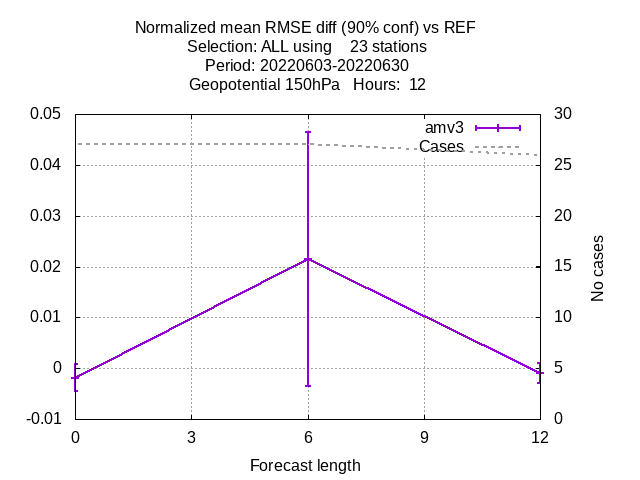 Normalized mean RMSE diff (90% conf) vs REF
Selection: ALL using    23 stations
Period: 20220603-20220630
Geopotential 150hPa   Hours:  12
0.05
0.04
0.03
0.02
0.01
0
-0.01
amv3
Cases
30
25
20
15
10
5
0
No cases
0
3
6
9
12
Forecast length